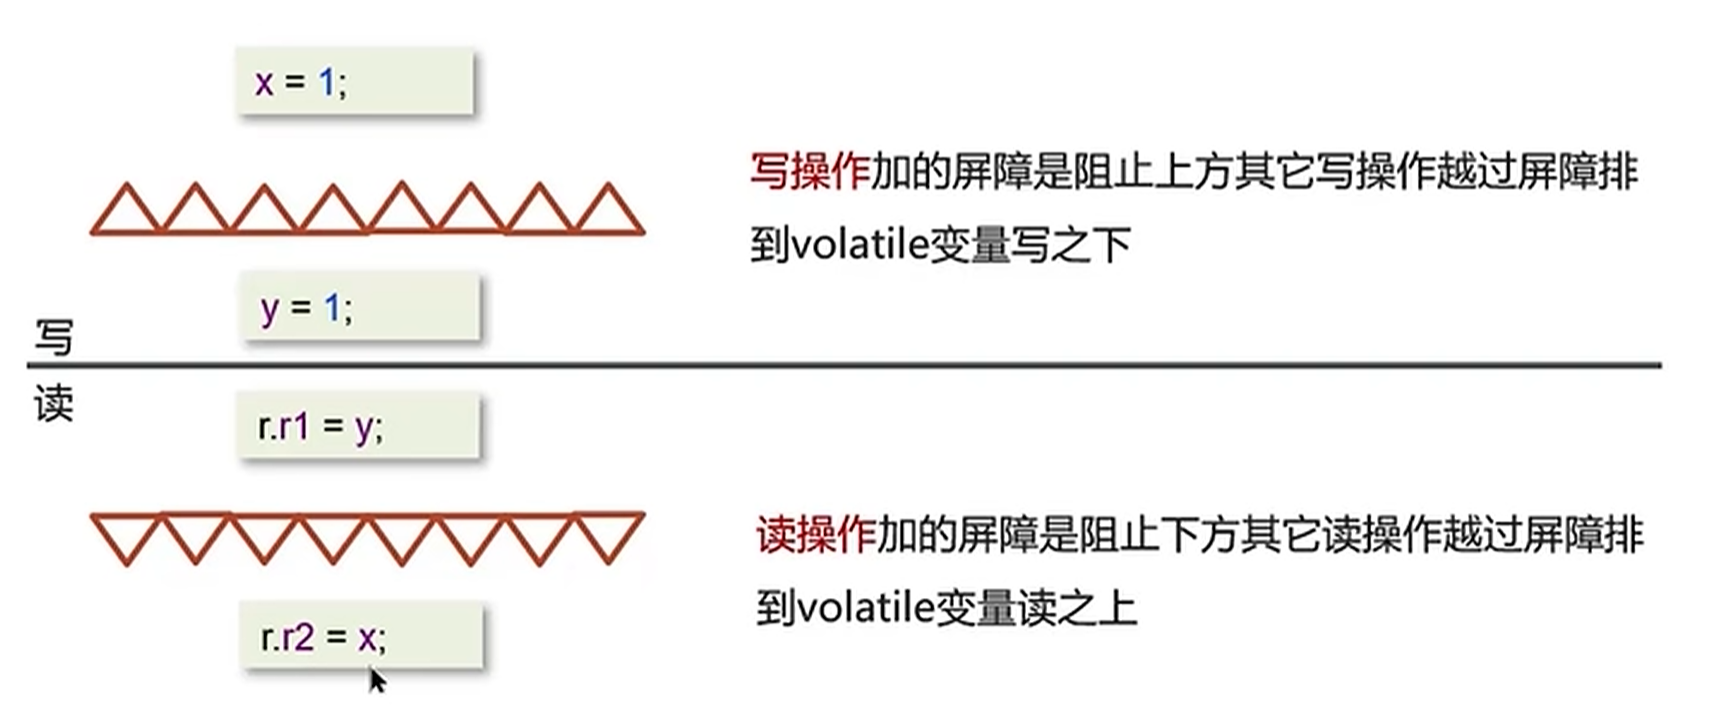 x = 1;
写操作加的屏障是阻止上方其它写操作越过屏障排
到volatile变量写之下
y = 1;
写
读
r.r1 = y;
读操作加的屏障是阻止下方其它读操作越过屏障排
到volatile变量读之上
r.r2 = x;